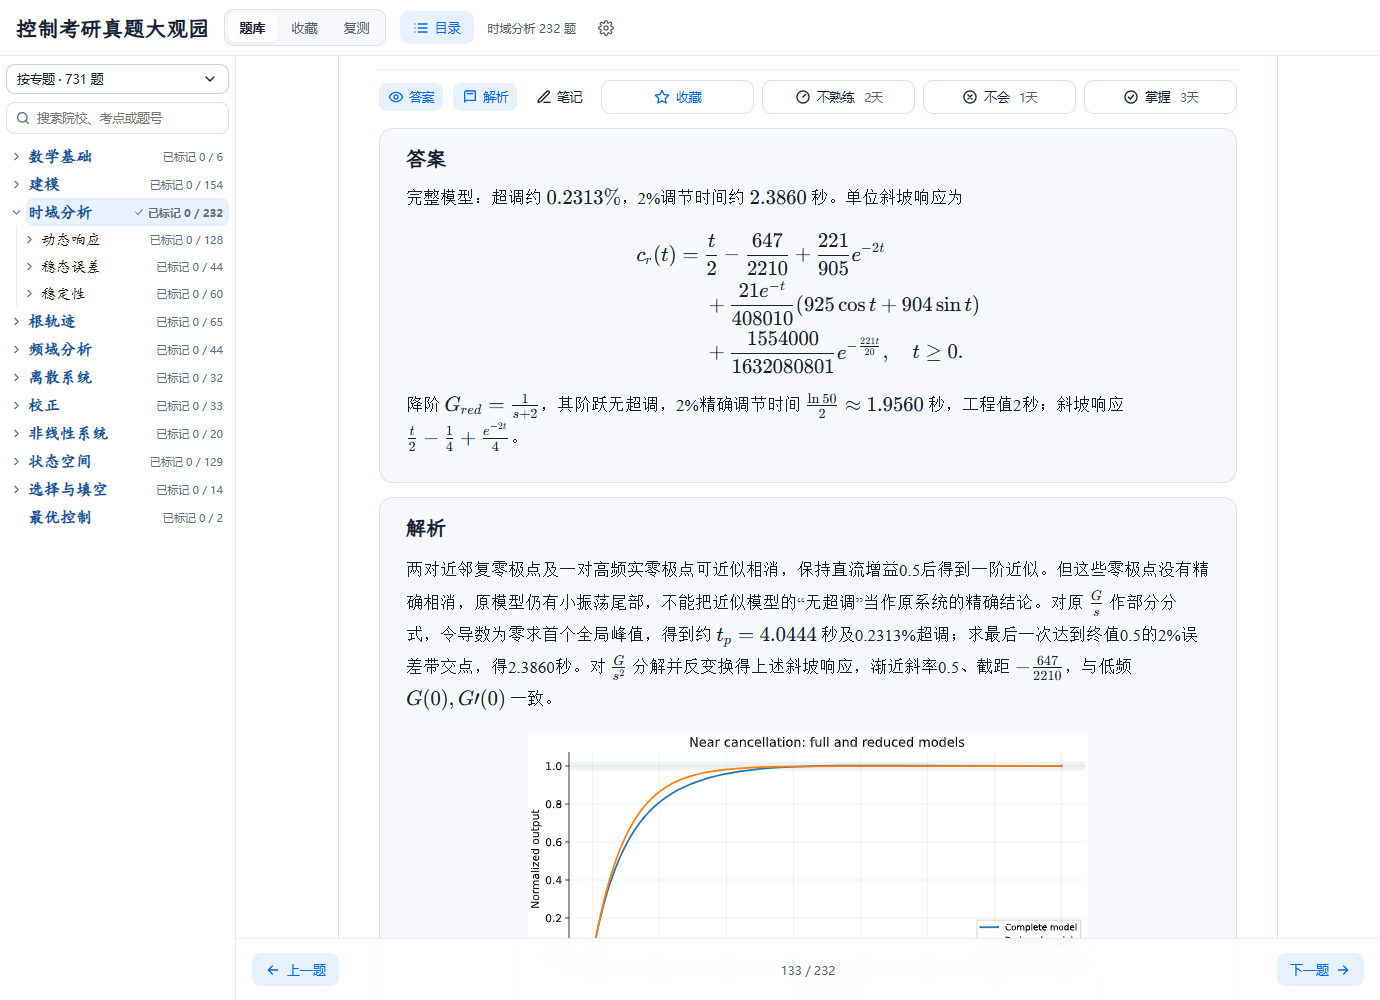 控制考研真题大观园
题库 收藏 复测
目录
时域分析 232 题
按专题 · 731 题
搜索院校、考点或题号
数学基础 已标记 0 / 6
建模 已标记 0 / 154
时域分析 ✓ 已标记 0 / 232
动态响应 已标记 0 / 128
稳态误差 已标记 0 / 44
稳定性 已标记 0 / 60
根轨迹 已标记 0 / 65
频域分析 已标记 0 / 44
离散系统 已标记 0 / 32
校正 已标记 0 / 33
非线性系统 已标记 0 / 20
状态空间 已标记 0 / 129
选择与填空 已标记 0 / 14
最优控制 已标记 0 / 2
答案 解析 笔记 收藏 不熟练 2天 不会 1天 掌握 3天
答案
完整模型：超调约 0.2313%，2%调节时间约 2.3860 秒。单位斜坡响应为
c_r(t) = \frac{t}{2} − \frac{647}{2210} + \frac{221}{905}e^{−2t}
+ \frac{21e^{−t}}{408010}(925 cos t + 904 sin t)
+ \frac{1554000}{1632080801}e^{−\frac{221t}{20}}, t ≥ 0.
降阶 G_{red} = \frac{1}{s+2}，其阶跃无超调，2%精确调节时间 \frac{ln 50}{2} ≈ 1.9560 秒，工程值2秒；斜坡响应
\frac{t}{2} − \frac{1}{4} + \frac{e^{−2t}}{4}。
解析
两对近邻复零极点及一对高频实零极点可近似相消，保持直流增益0.5后得到一阶近似。但这些零极点没有精
确相消，原模型仍有小振荡尾部，不能把近似模型的“无超调”当作原系统的精确结论。对原 \frac{G}{s} 作部分分
式，令导数为零求首个全局峰值，得到约 t_p = 4.0444 秒及0.2313%超调；求最后一次达到终值0.5的2%误
差带交点，得2.3860秒。对 \frac{G}{s^2} 分解并反变换得上述斜坡响应，渐近斜率0.5、截距 −\frac{647}{2210}，与低频
G(0), G′(0) 一致。
Near cancellation: full and reduced models
Normalized output
1.0
0.8
0.6
0.4
0.2
Complete model
上一题
133 / 232
下一题